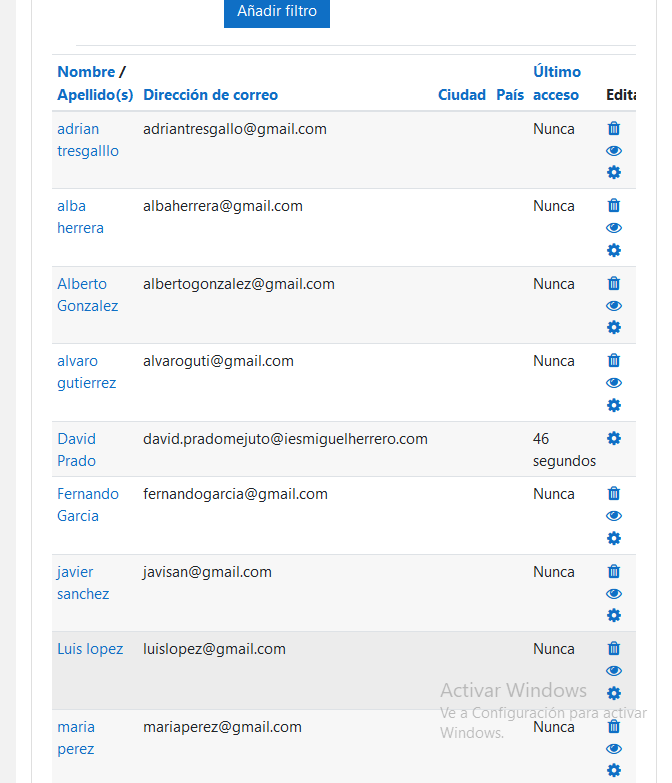 Añadir filtro
Nombre / Apellido(s) Dirección de correo Ciudad País Último acceso Edita
adrian tresgalllo adriantresgallo@gmail.com Nunca
alba herrera albaherrera@gmail.com Nunca
Alberto Gonzalez albertogonzalez@gmail.com Nunca
alvaro gutierrez alvaroguti@gmail.com Nunca
David Prado david.pradomejuto@iesmiguelherrero.com 46 segundos
Fernando Garcia fernandogarcia@gmail.com Nunca
javier sanchez javisan@gmail.com Nunca
Luis lopez luislopez@gmail.com Nunca
maria perez mariaperez@gmail.com Nunca
Activar Windows
Ve a Configuración para activar
Windows.